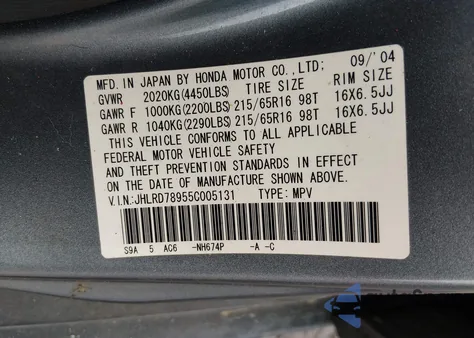 MFD. IN JAPAN BY HONDA MOTOR CO.,LTD: 09/'04
GVWR 2020KG(4450LBS) TIRE SIZE RIM SIZE
GAWR F 1000KG(2200LBS) 215/65R16 98T 16X6.5JJ
GAWR R 1040KG(2290LBS) 215/65R16 98T 16X6.5JJ
THIS VEHICLE CONFORMS TO ALL APPLICABLE
FEDERAL MOTOR VEHICLE SAFETY
AND THEFT PREVENTION STANDARDS IN EFFECT
ON THE DATE OF MANUFACTURE SHOWN ABOVE.
V.I.N:JHLRD78955C005131 TYPE: MPV
S9A 5 AC6 -NH674P -A -C